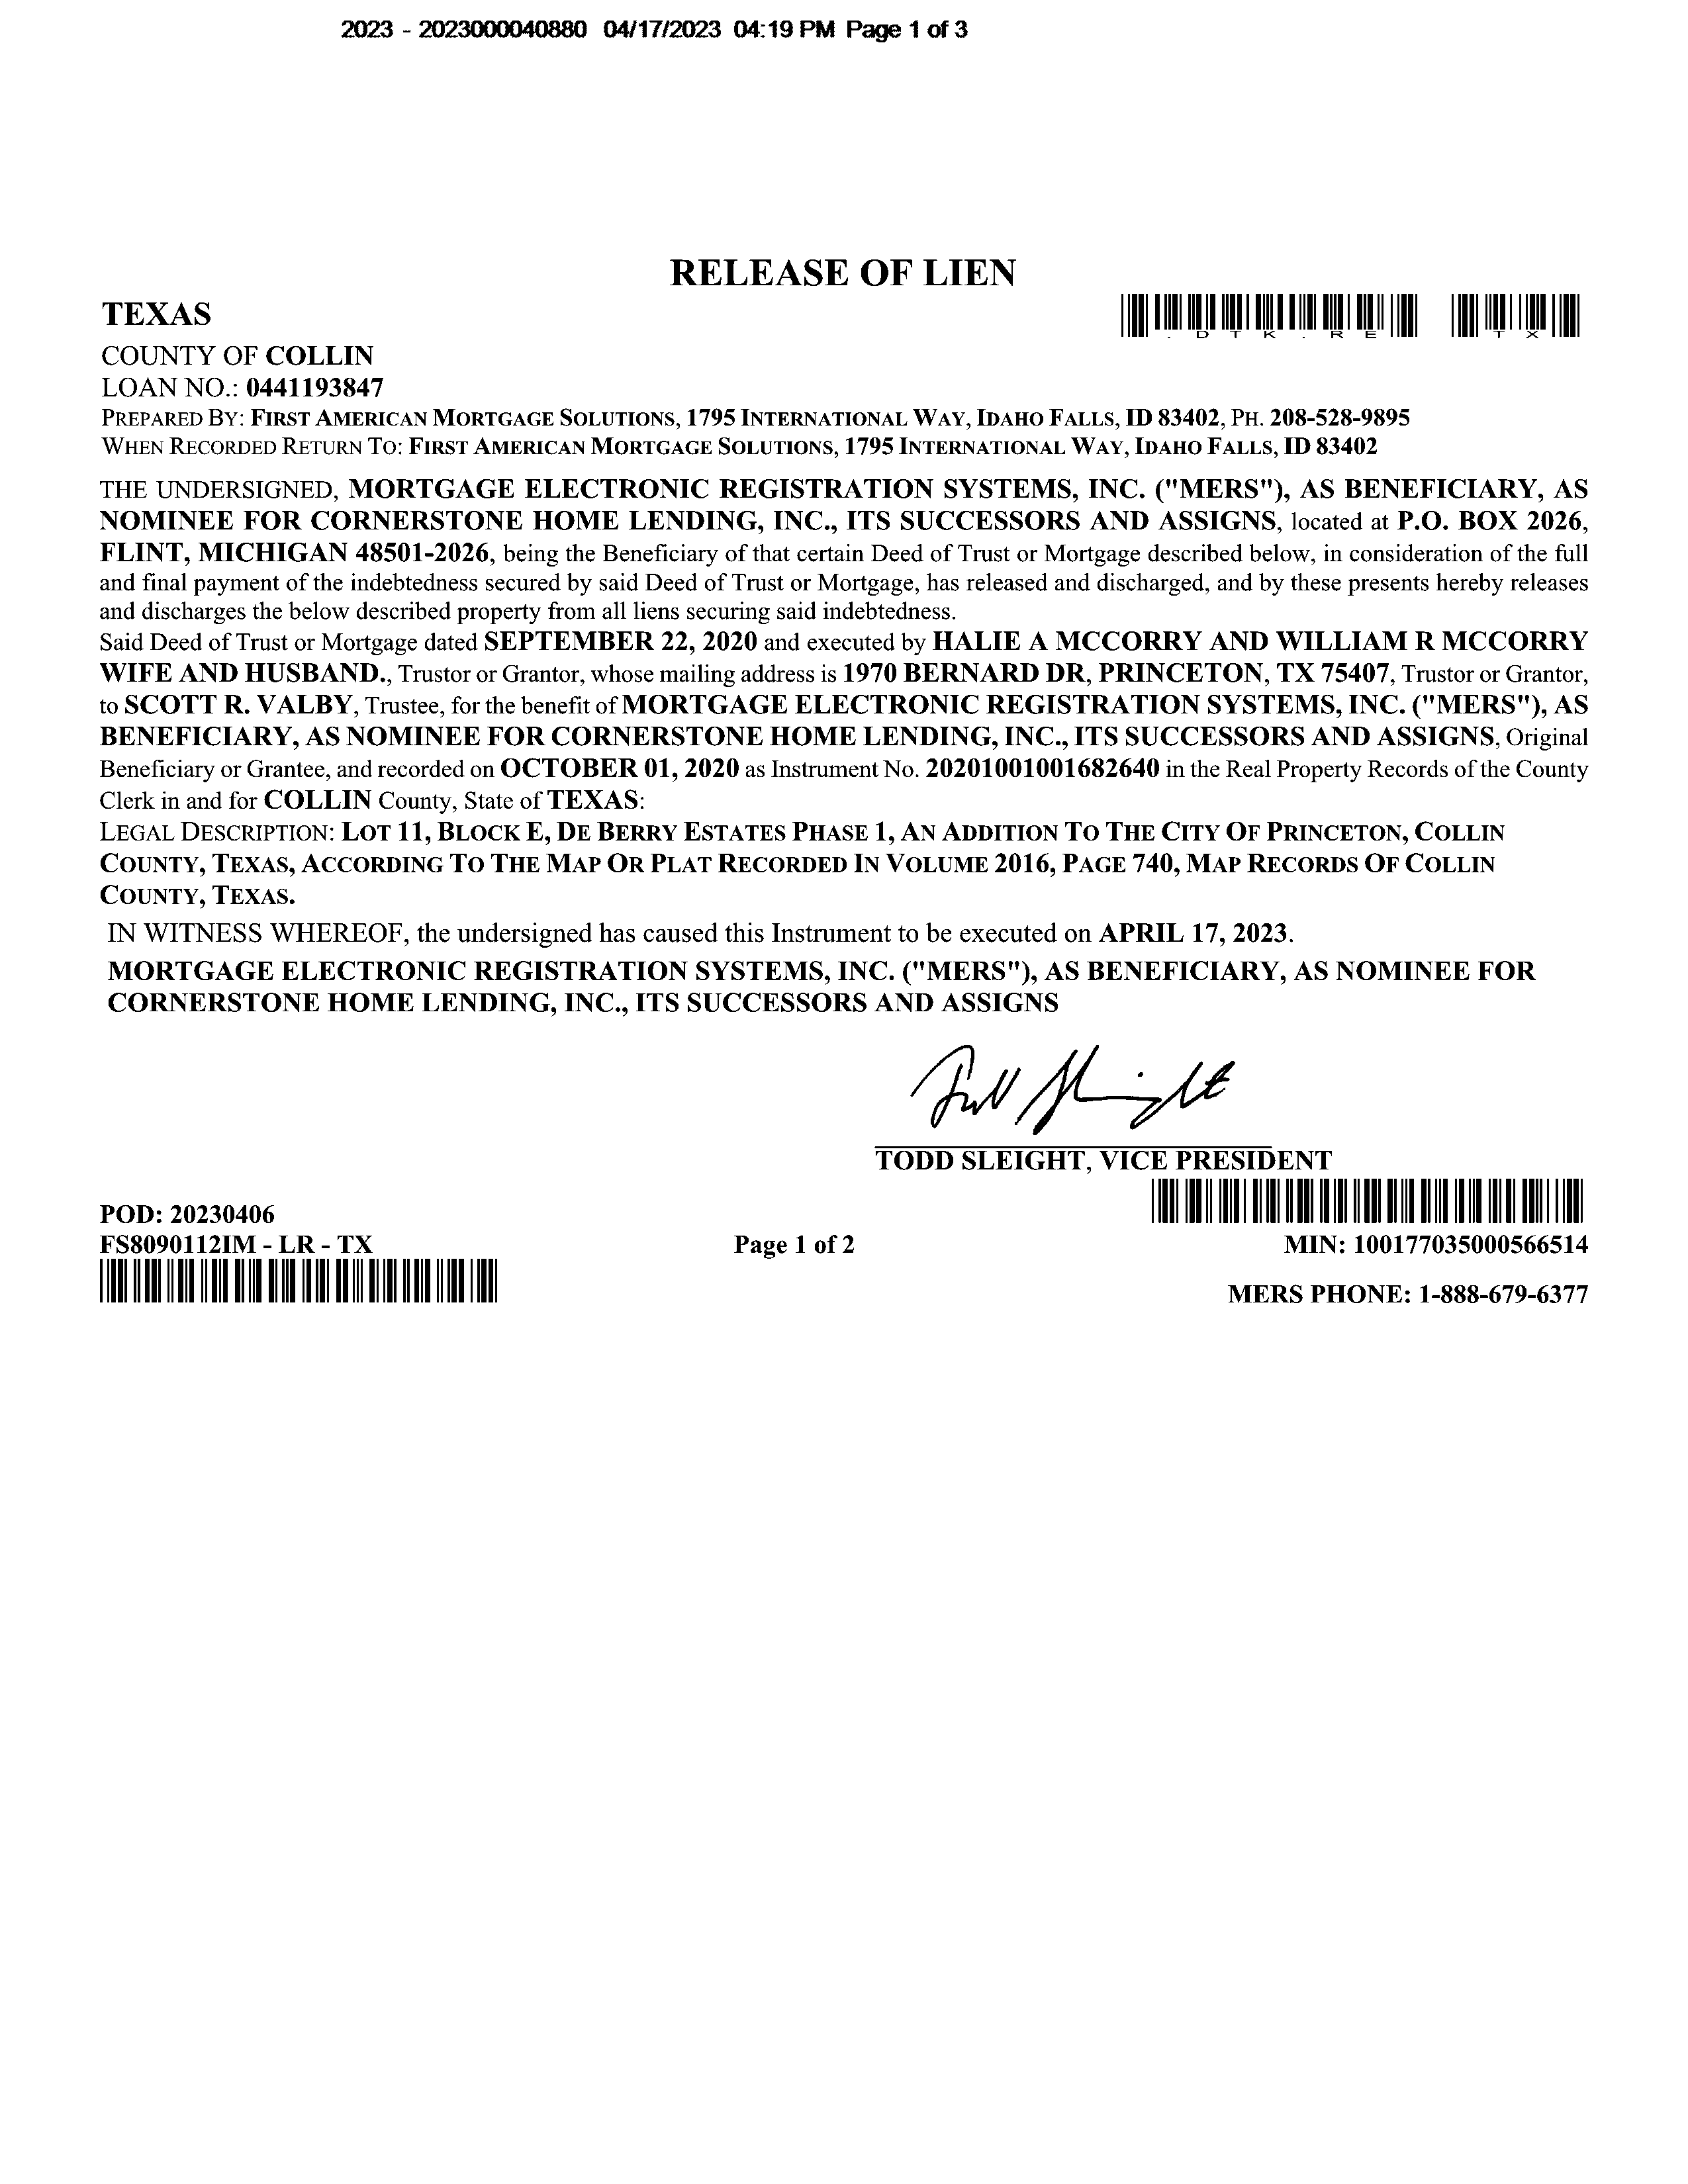 2023 - 2023000040880 04/17/2023 04:19 PM Page 1 of 3
RELEASE OF LIEN
TEXAS
. D T K . R E T X
COUNTY OF COLLIN
LOAN NO.: 0441193847
PREPARED BY: FIRST AMERICAN MORTGAGE SOLUTIONS, 1795 INTERNATIONAL WAY, IDAHO FALLS, ID 83402, PH. 208-528-9895
WHEN RECORDED RETURN TO: FIRST AMERICAN MORTGAGE SOLUTIONS, 1795 INTERNATIONAL WAY, IDAHO FALLS, ID 83402
THE UNDERSIGNED, MORTGAGE ELECTRONIC REGISTRATION SYSTEMS, INC. ("MERS"), AS BENEFICIARY, AS
NOMINEE FOR CORNERSTONE HOME LENDING, INC., ITS SUCCESSORS AND ASSIGNS, located at P.O. BOX 2026,
FLINT, MICHIGAN 48501-2026, being the Beneficiary of that certain Deed of Trust or Mortgage described below, in consideration of the full
and final payment of the indebtedness secured by said Deed of Trust or Mortgage, has released and discharged, and by these presents hereby releases
and discharges the below described property from all liens securing said indebtedness.
Said Deed of Trust or Mortgage dated SEPTEMBER 22, 2020 and executed by HALIE A MCCORRY AND WILLIAM R MCCORRY
WIFE AND HUSBAND., Trustor or Grantor, whose mailing address is 1970 BERNARD DR, PRINCETON, TX 75407, Trustor or Grantor,
to SCOTT R. VALBY, Trustee, for the benefit of MORTGAGE ELECTRONIC REGISTRATION SYSTEMS, INC. ("MERS"), AS
BENEFICIARY, AS NOMINEE FOR CORNERSTONE HOME LENDING, INC., ITS SUCCESSORS AND ASSIGNS, Original
Beneficiary or Grantee, and recorded on OCTOBER 01, 2020 as Instrument No. 20201001001682640 in the Real Property Records of the County
Clerk in and for COLLIN County, State of TEXAS:
LEGAL DESCRIPTION: LOT 11, BLOCK E, DE BERRY ESTATES PHASE 1, AN ADDITION TO THE CITY OF PRINCETON, COLLIN
COUNTY, TEXAS, ACCORDING TO THE MAP OR PLAT RECORDED IN VOLUME 2016, PAGE 740, MAP RECORDS OF COLLIN
COUNTY, TEXAS.
IN WITNESS WHEREOF, the undersigned has caused this Instrument to be executed on APRIL 17, 2023.
MORTGAGE ELECTRONIC REGISTRATION SYSTEMS, INC. ("MERS"), AS BENEFICIARY, AS NOMINEE FOR
CORNERSTONE HOME LENDING, INC., ITS SUCCESSORS AND ASSIGNS
TODD SLEIGHT, VICE PRESIDENT
POD: 20230406
FS8090112IM - LR - TX Page 1 of 2 MIN: 100177035000566514
MERS PHONE: 1-888-679-6377